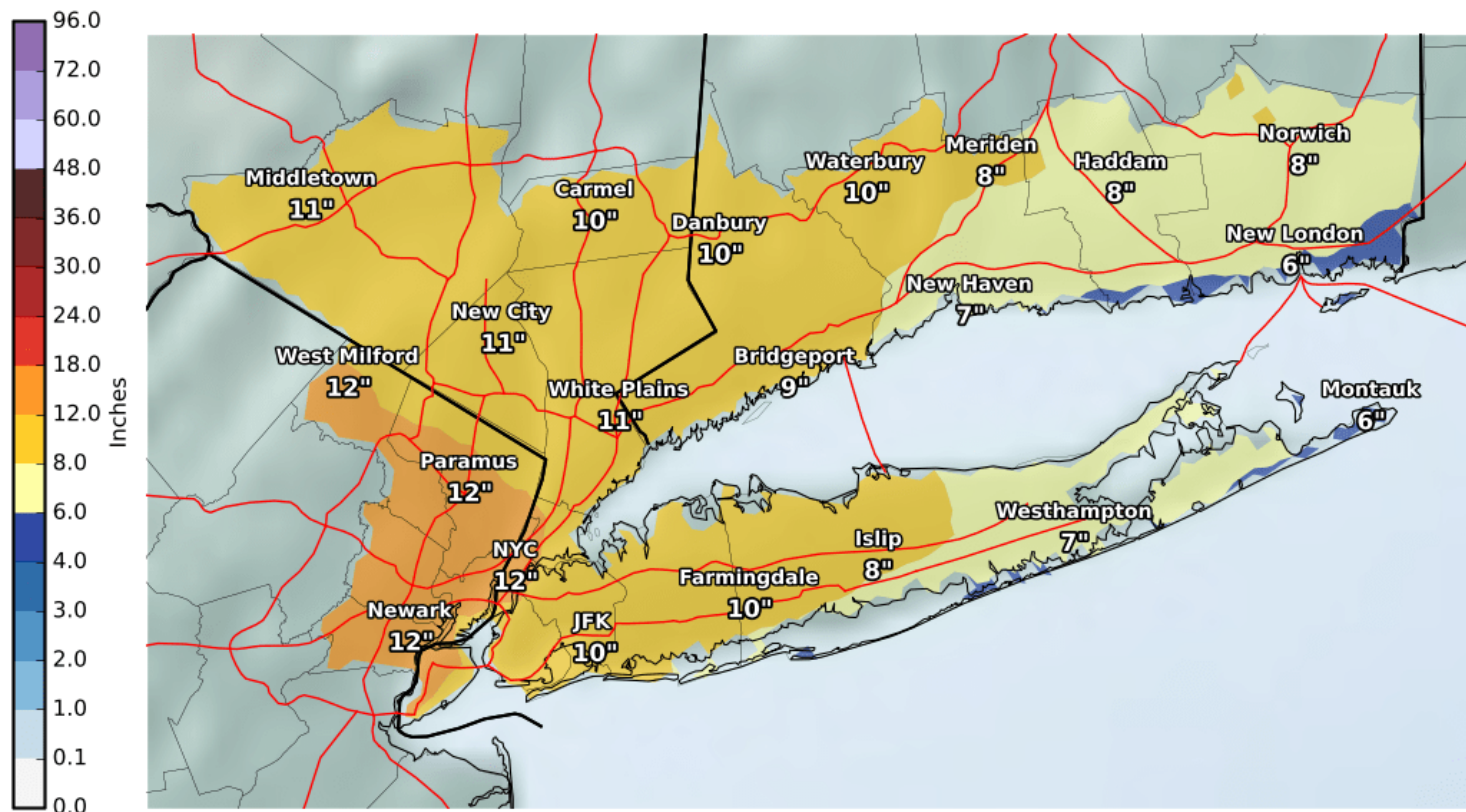 96.0
72.0
60.0
48.0
36.0
30.0
24.0
18.0
12.0
8.0
6.0
4.0
3.0
2.0
1.0
0.1
0.0
Inches
Norwich
8"
Meriden
8"
Haddam
8"
Waterbury
10"
Middletown
11"
Carmel
10"
Danbury
10"
New London
6"
New Haven
7"
New City
11"
West Milford
12"
Bridgeport
9"
White Plains
11"
Montauk
6"
Paramus
12"
Westhampton
7"
Islip
8"
NYC
12"
Farmingdale
10"
Newark
12"
JFK
10"